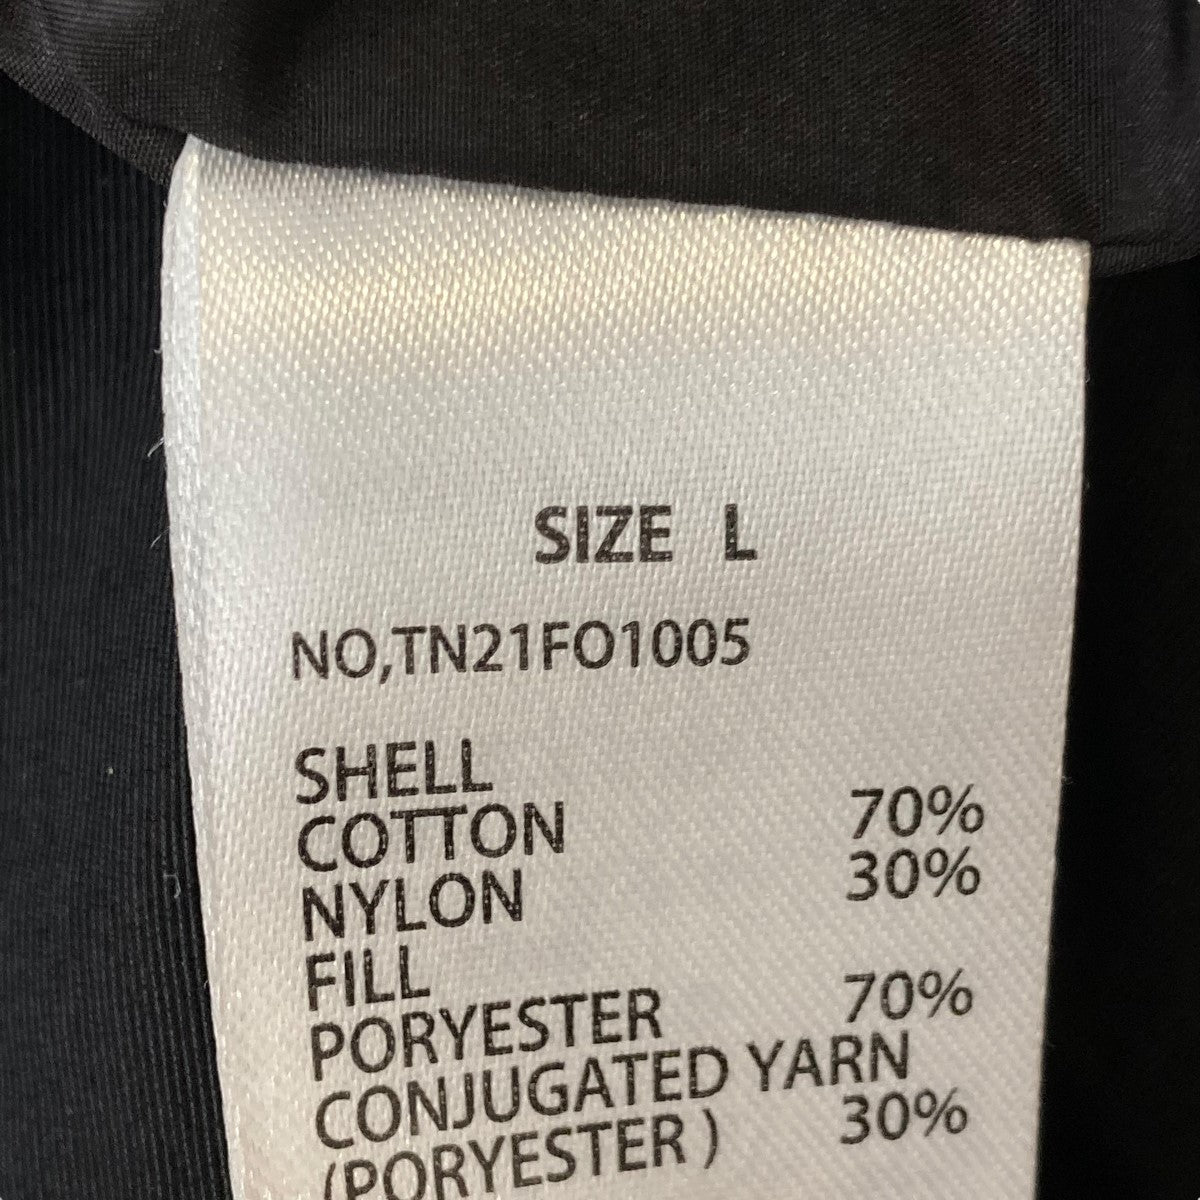 SIZE L
NO,TN21FO1005
SHELL
COTTON 70%
NYLON 30%
FILL
PORYESTER 70%
CONJUGATED YARN
(PORYESTER) 30%